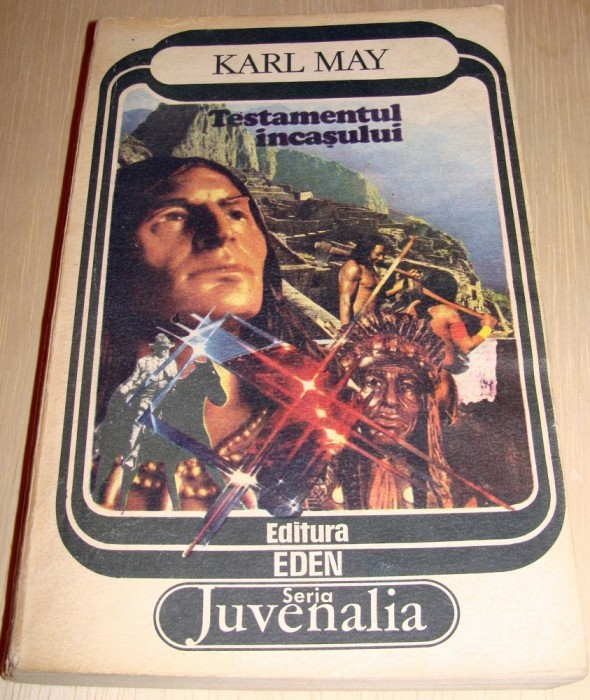 KARL MAY
Testamentul
incașului
Editura
EDEN
Seria
Juvenalia